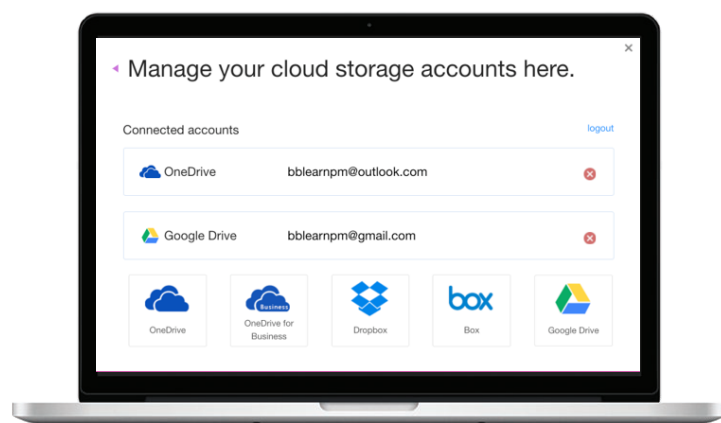 Manage your cloud storage accounts here.
Connected accounts
logout
OneDrive
bblearnpm@outlook.com
Google Drive
bblearnpm@gmail.com
Business
box
OneDrive
OneDrive for
Business
Dropbox
Box
Google Drive